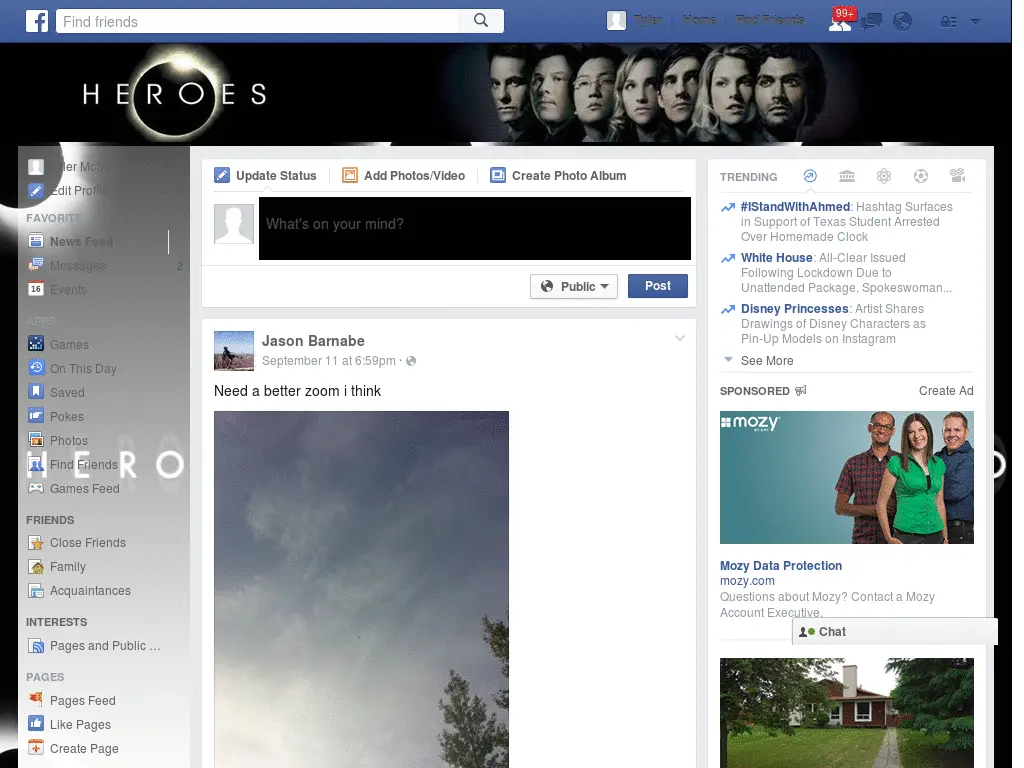 Find friends
Tyler
Home
Find Friends
99+
HEROES
Edit Profile
FAVORITES
News Feed
Messages
2
16
Events
APPS
Games
On This Day
Saved
Pokes
Photos
Find Friends
Games Feed
FRIENDS
Close Friends
Family
Acquaintances
INTERESTS
Pages and Public ...
PAGES
Pages Feed
Like Pages
Create Page
Update Status
Add Photos/Video
Create Photo Album
What's on your mind?
Public
Post
Jason Barnabe
September 11 at 6:59pm ·
Need a better zoom i think
TRENDING
#IStandWithAhmed: Hashtag Surfaces
in Support of Texas Student Arrested
Over Homemade Clock
White House: All-Clear Issued
Following Lockdown Due to
Unattended Package, Spokeswoman...
Disney Princesses: Artist Shares
Drawings of Disney Characters as
Pin-Up Models on Instagram
See More
SPONSORED
Create Ad
mozy
Mozy Data Protection
mozy.com
Questions about Mozy? Contact a Mozy
Account Executive.
Chat